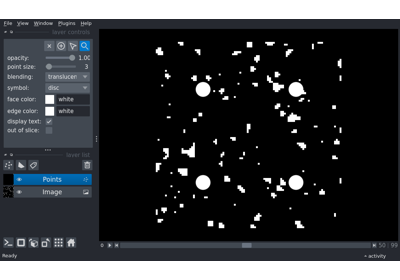 File View Window Plugins Help
layer controls
opacity: 1.00
point size: 3
blending: translucen
symbol: disc
face color: white
edge color: white
display text:
out of slice:
layer list
Points
Image
0 50 99
Ready activity